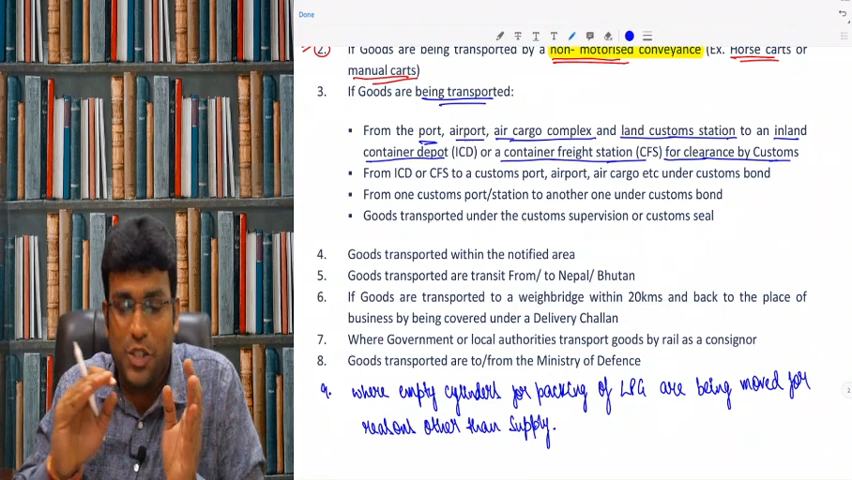 Done
2. If Goods are being transported by a non- motorised conveyance (Ex. Horse carts or
manual carts)
3. If Goods are being transported:
▪ From the port, airport, air cargo complex and land customs station to an inland
container depot (ICD) or a container freight station (CFS) for clearance by Customs
▪ From ICD or CFS to a customs port, airport, air cargo etc under customs bond
▪ From one customs port/station to another one under customs bond
▪ Goods transported under the customs supervision or customs seal
4. Goods transported within the notified area
5. Goods transported are transit From/ to Nepal/ Bhutan
6. If Goods are transported to a weighbridge within 20kms and back to the place of
business by being covered under a Delivery Challan
7. Where Government or local authorities transport goods by rail as a consignor
8. Goods transported are to/from the Ministry of Defence
9. where empty cylinders for packing of LPG are being moved for
reasons other than supply.
2